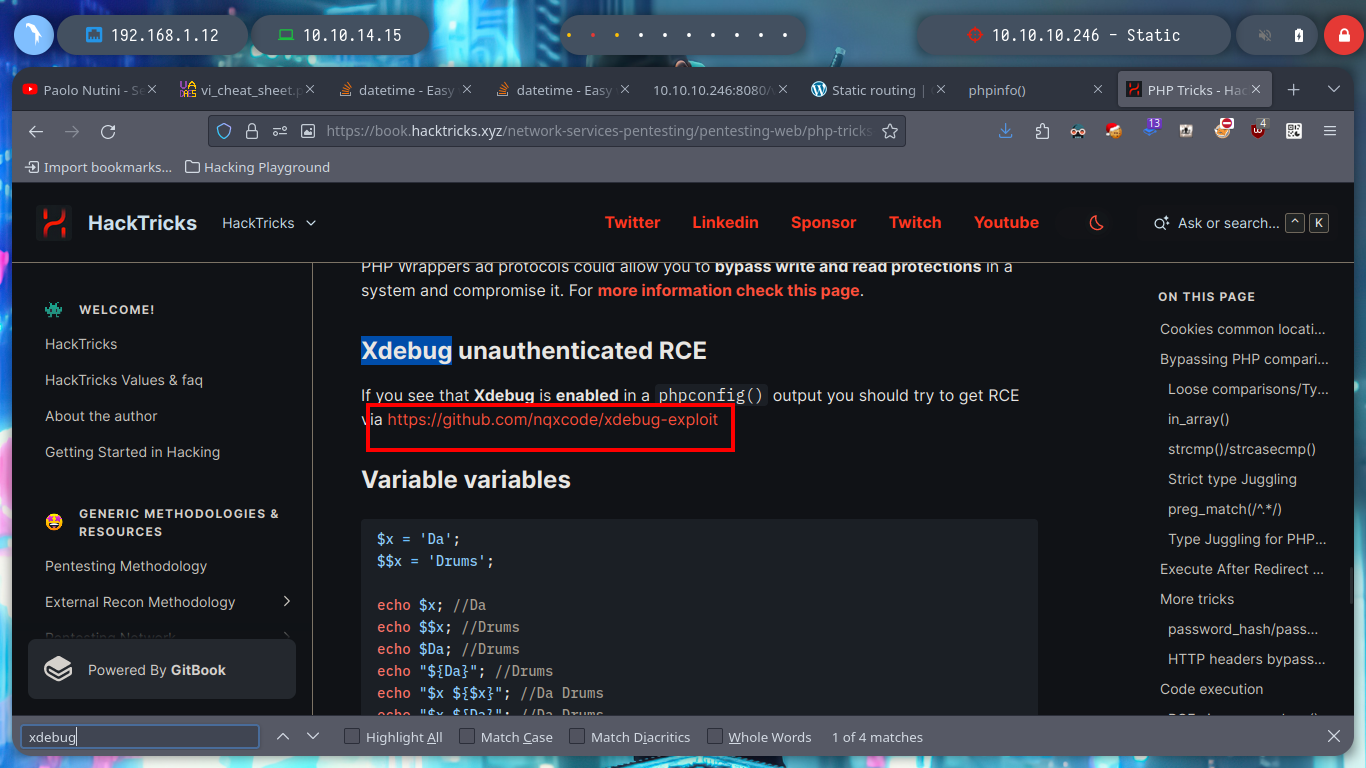 192.168.1.12
10.10.14.15
10.10.10.246 - Static
Paolo Nutini - Se
vi_cheat_sheet.p
datetime - Easy
datetime - Easy
10.10.10.246:8080/
Static routing |
phpinfo()
PHP Tricks - Hac
https://book.hacktricks.xyz/network-services-pentesting/pentesting-web/php-tricks
13
4
Import bookmarks...
Hacking Playground
HackTricks
HackTricks
Twitter
Linkedin
Sponsor
Twitch
Youtube
Ask or search...
^
K
WELCOME!
HackTricks
HackTricks Values & faq
About the author
Getting Started in Hacking
GENERIC METHODOLOGIES &
RESOURCES
Pentesting Methodology
External Recon Methodology
Pentesting Network
Powered By GitBook
PHP Wrappers ad protocols could allow you to bypass write and read protections in a
system and compromise it. For more information check this page.
Xdebug unauthenticated RCE
If you see that Xdebug is enabled in a phpconfig() output you should try to get RCE
via https://github.com/nqxcode/xdebug-exploit
Variable variables
$x = 'Da';
$$x = 'Drums';
echo $x; //Da
echo $$x; //Drums
echo $Da; //Drums
echo "${Da}"; //Drums
echo "$x ${$x}"; //Da Drums
echo "$x ${Da}"; //Da Drums
ON THIS PAGE
Cookies common locati...
Bypassing PHP compari...
Loose comparisons/Ty...
in_array()
strcmp()/strcasecmp()
Strict type Juggling
preg_match(/^.*/)
Type Juggling for PHP...
Execute After Redirect ...
More tricks
password_hash/pass...
HTTP headers bypass...
Code execution
xdebug
Highlight All
Match Case
Match Diacritics
Whole Words
1 of 4 matches